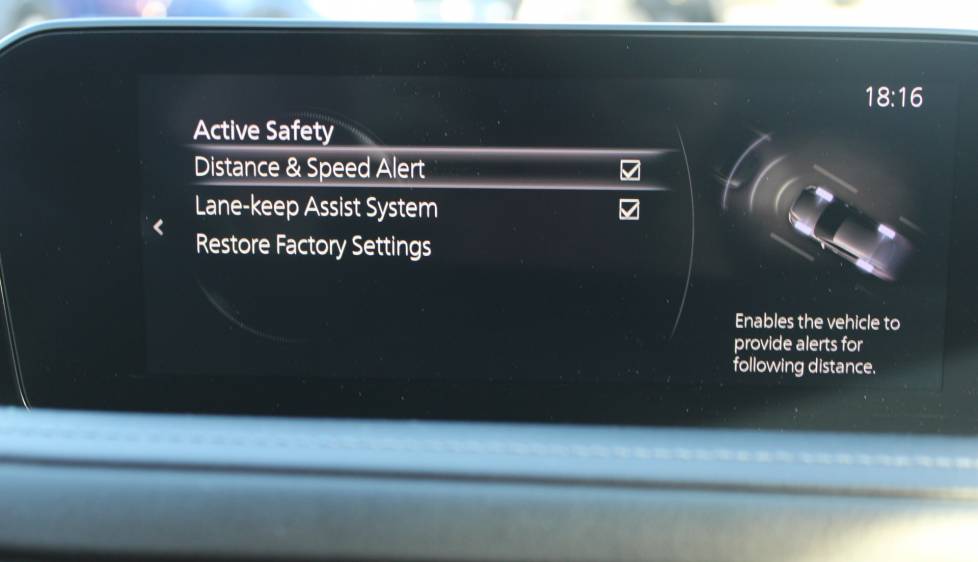 18:16
Active Safety
Distance & Speed Alert
Lane-keep Assist System
Restore Factory Settings
Enables the vehicle to
provide alerts for
following distance.